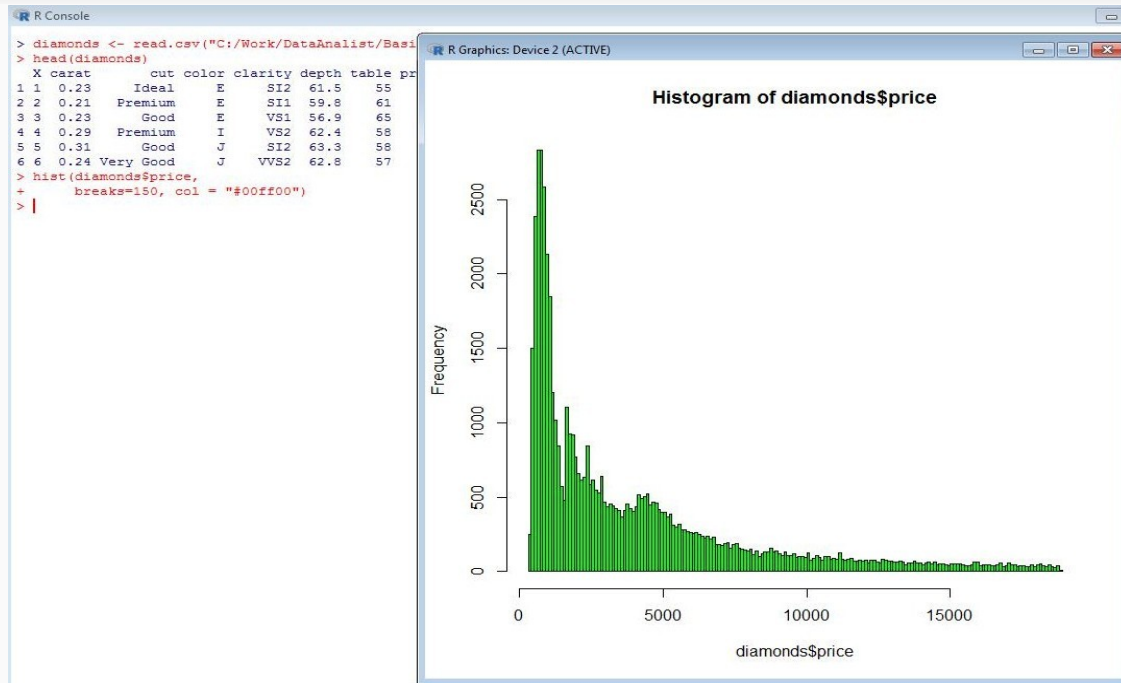 R Console
> diamonds <- read.csv("C:/Work/DataAnalist/Basi
> head(diamonds)
  X carat       cut color clarity depth table pr
1 1  0.23     Ideal     E     SI2  61.5    55
2 2  0.21   Premium     E     SI1  59.8    61
3 3  0.23      Good     E     VS1  56.9    65
4 4  0.29   Premium     I     VS2  62.4    58
5 5  0.31      Good     J     SI2  63.3    58
6 6  0.24 Very Good     J    VVS2  62.8    57
> hist(diamonds$price,
+      breaks=150, col = "#00ff00")
>
R Graphics: Device 2 (ACTIVE)
Histogram of diamonds$price
Frequency
2500
2000
1500
1000
500
0
0 5000 10000 15000
diamonds$price